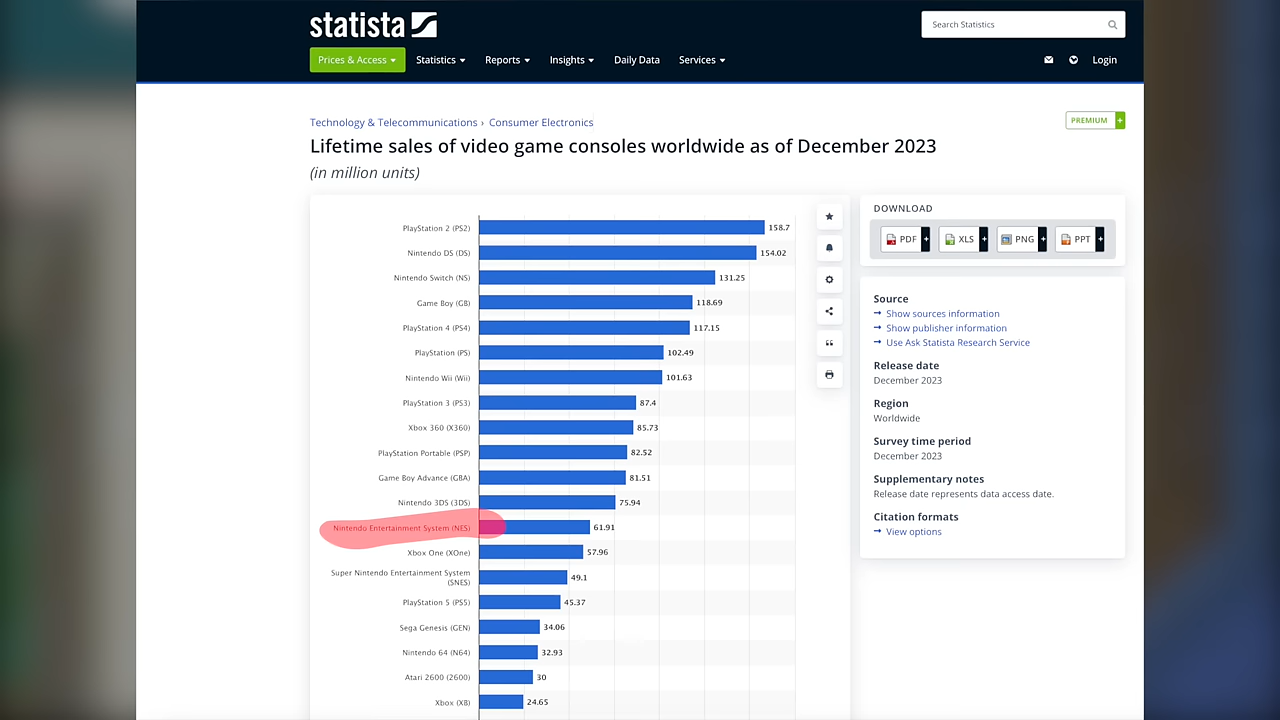 statista
Search Statistics
Prices & Access Statistics Reports Insights Daily Data Services Login
Technology & Telecommunications › Consumer Electronics
PREMIUM +
Lifetime sales of video game consoles worldwide as of December 2023
(in million units)
PlayStation 2 (PS2) 158.7
Nintendo DS (DS) 154.02
Nintendo Switch (NS) 131.25
Game Boy (GB) 118.69
PlayStation 4 (PS4) 117.15
PlayStation (PS) 102.49
Nintendo Wii (Wii) 101.63
PlayStation 3 (PS3) 87.4
Xbox 360 (X360) 85.73
PlayStation Portable (PSP) 82.52
Game Boy Advance (GBA) 81.51
Nintendo 3DS (3DS) 75.94
Nintendo Entertainment System (NES) 61.91
Xbox One (XOne) 57.96
Super Nintendo Entertainment System
(SNES) 49.1
PlayStation 5 (PS5) 45.37
Sega Genesis (GEN) 34.06
Nintendo 64 (N64) 32.93
Atari 2600 (2600) 30
Xbox (XB) 24.65
DOWNLOAD
PDF + XLS + PNG + PPT +
Source
→ Show sources information
→ Show publisher information
→ Use Ask Statista Research Service
Release date
December 2023
Region
Worldwide
Survey time period
December 2023
Supplementary notes
Release date represents data access date.
Citation formats
→ View options